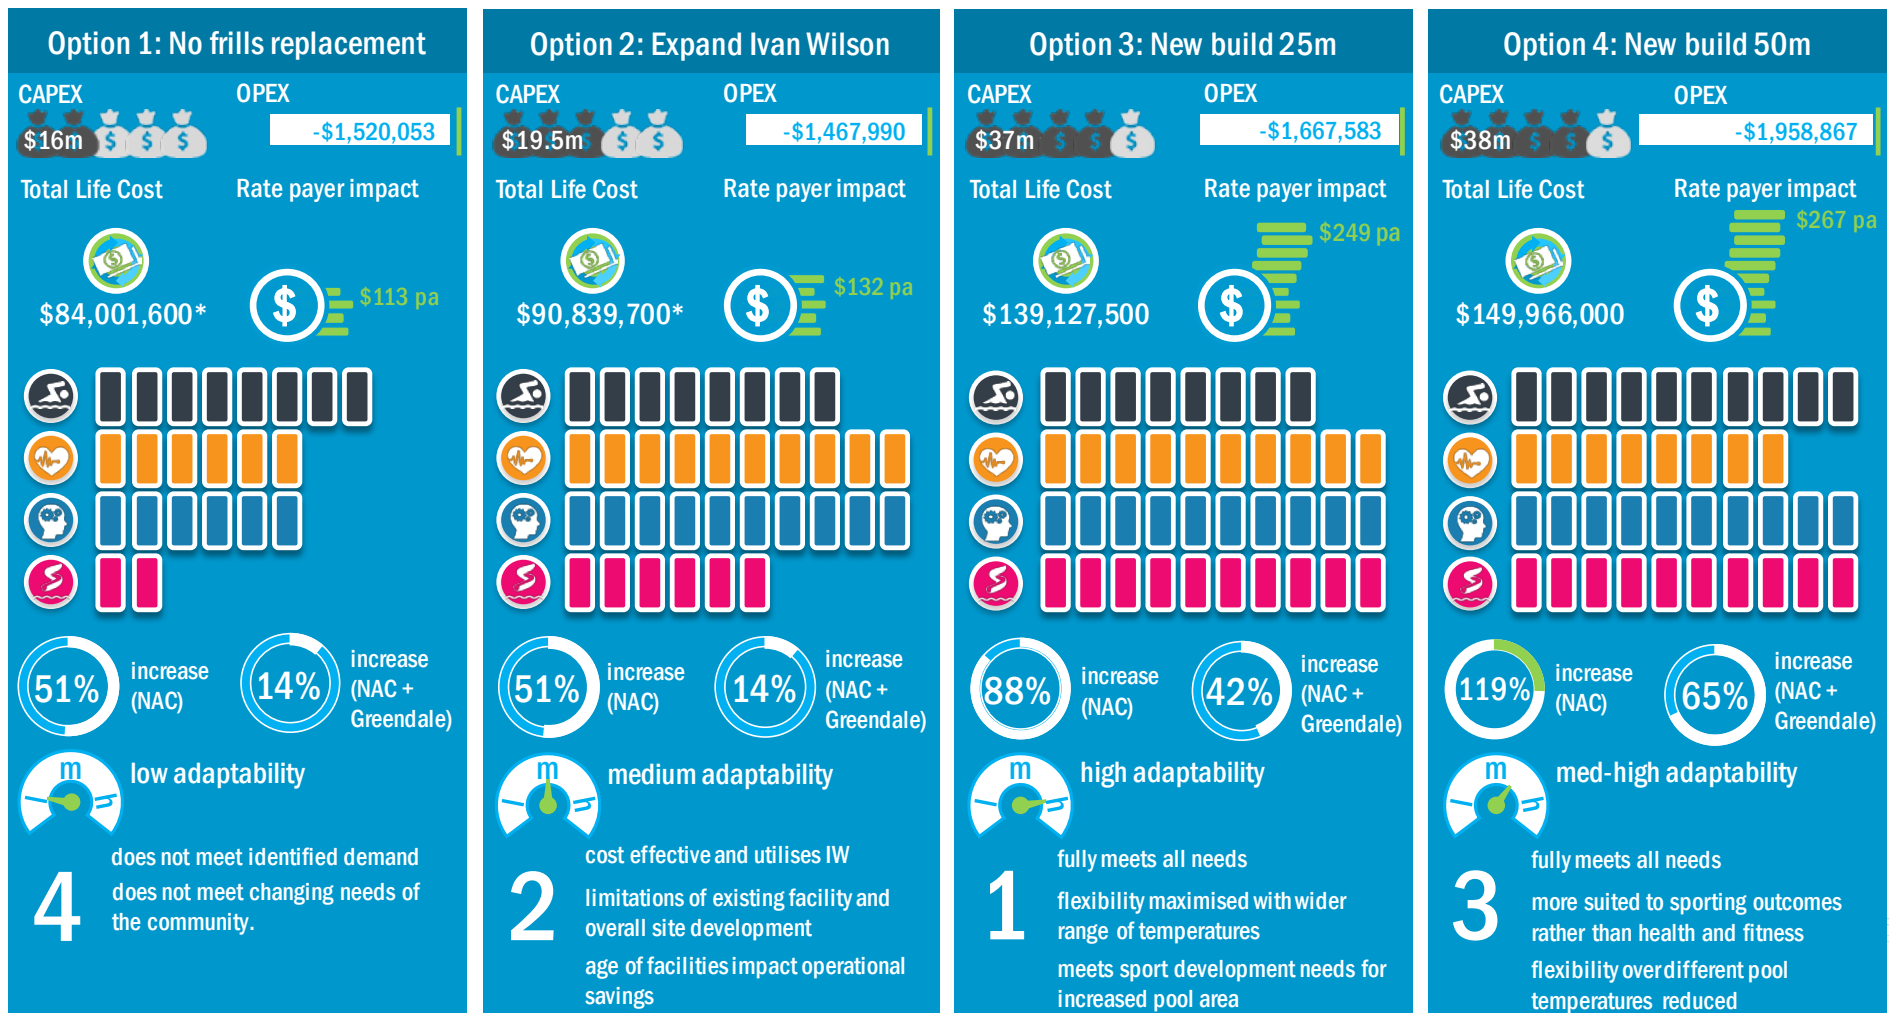 Option 1: No frills replacement
CAPEX
OPEX
$16m
-$1,520,053
Total Life Cost
Rate payer impact
$113 pa
$84,001,600*
51%
increase
(NAC)
14%
increase
(NAC +
Greendale)
l
m
h
low adaptability
4
does not meet identified demand
does not meet changing needs of
the community.
Option 2: Expand Ivan Wilson
CAPEX
OPEX
$19.5m
-$1,467,990
Total Life Cost
Rate payer impact
$132 pa
$90,839,700*
51%
increase
(NAC)
14%
increase
(NAC +
Greendale)
l
m
h
medium adaptability
2
cost effective and utilises IW
limitations of existing facility and
overall site development
age of facilities impact operational
savings
Option 3: New build 25m
CAPEX
OPEX
$37m
-$1,667,583
Total Life Cost
Rate payer impact
$249 pa
$139,127,500
88%
increase
(NAC)
42%
increase
(NAC +
Greendale)
l
m
h
high adaptability
1
fully meets all needs
flexibility maximised with wider
range of temperatures
meets sport development needs for
increased pool area
Option 4: New build 50m
CAPEX
OPEX
$38m
-$1,958,867
Total Life Cost
Rate payer impact
$267 pa
$149,966,000
119%
increase
(NAC)
65%
increase
(NAC +
Greendale)
l
m
h
med-high adaptability
3
fully meets all needs
more suited to sporting outcomes
rather than health and fitness
flexibility over different pool
temperatures reduced